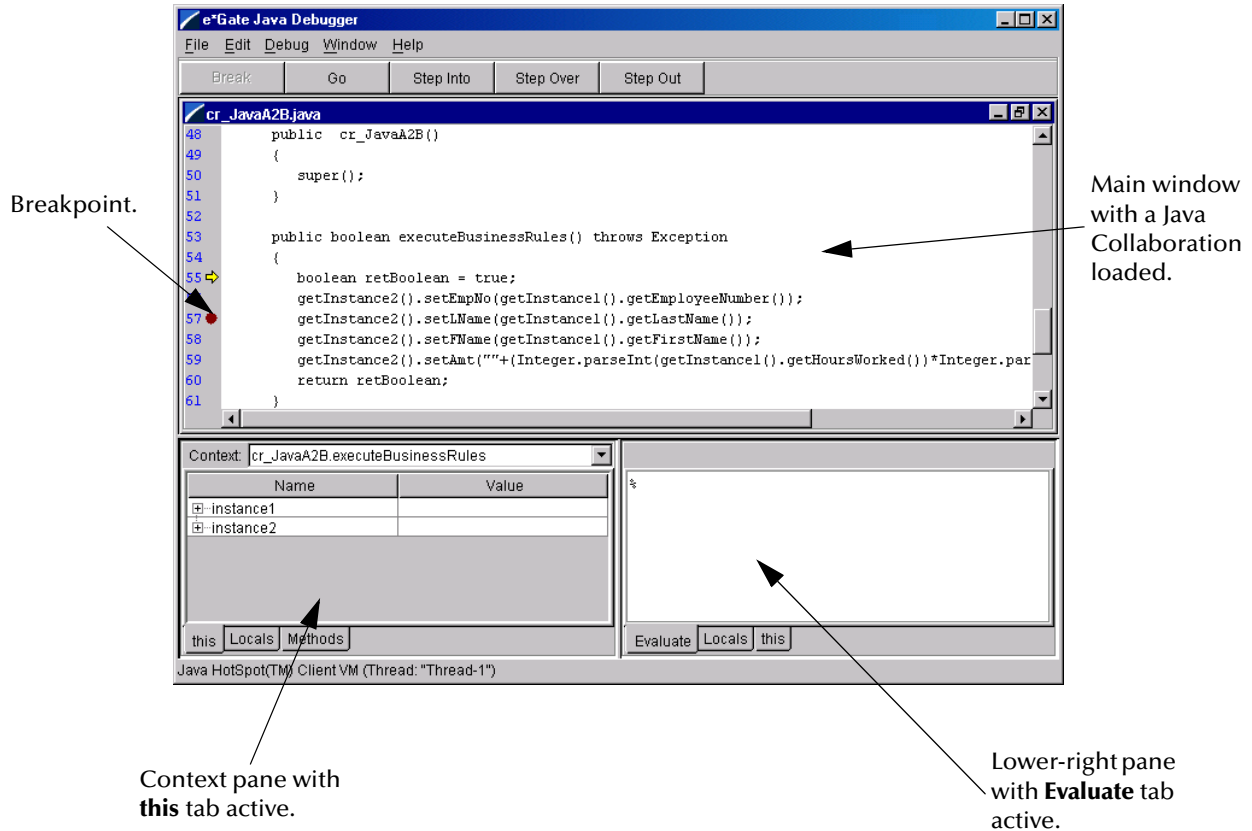 e*Gate Java Debugger
File Edit Debug Window Help
Break Go Step Into Step Over Step Out
cr_JavaA2B.java
48 public cr_JavaA2B()
49 {
50 super();
51 }
52
53 public boolean executeBusinessRules() throws Exception
54 {
55 boolean retBoolean = true;
getInstance2().setEmpNo(getInstance1().getEmployeeNumber());
57 getInstance2().setLName(getInstance1().getLastName());
58 getInstance2().setFName(getInstance1().getFirstName());
59 getInstance2().setAmt(""+(Integer.parseInt(getInstance1().getHoursWorked())*Integer.par
60 return retBoolean;
61 }
Breakpoint.
Main window
with a Java
Collaboration
loaded.
Context: cr_JavaA2B.executeBusinessRules
Name Value
instance1
instance2
this Locals Methods
%
Evaluate Locals this
Java HotSpot(TM) Client VM (Thread: "Thread-1")
Context pane with
this tab active.
Lower-right pane
with Evaluate tab
active.